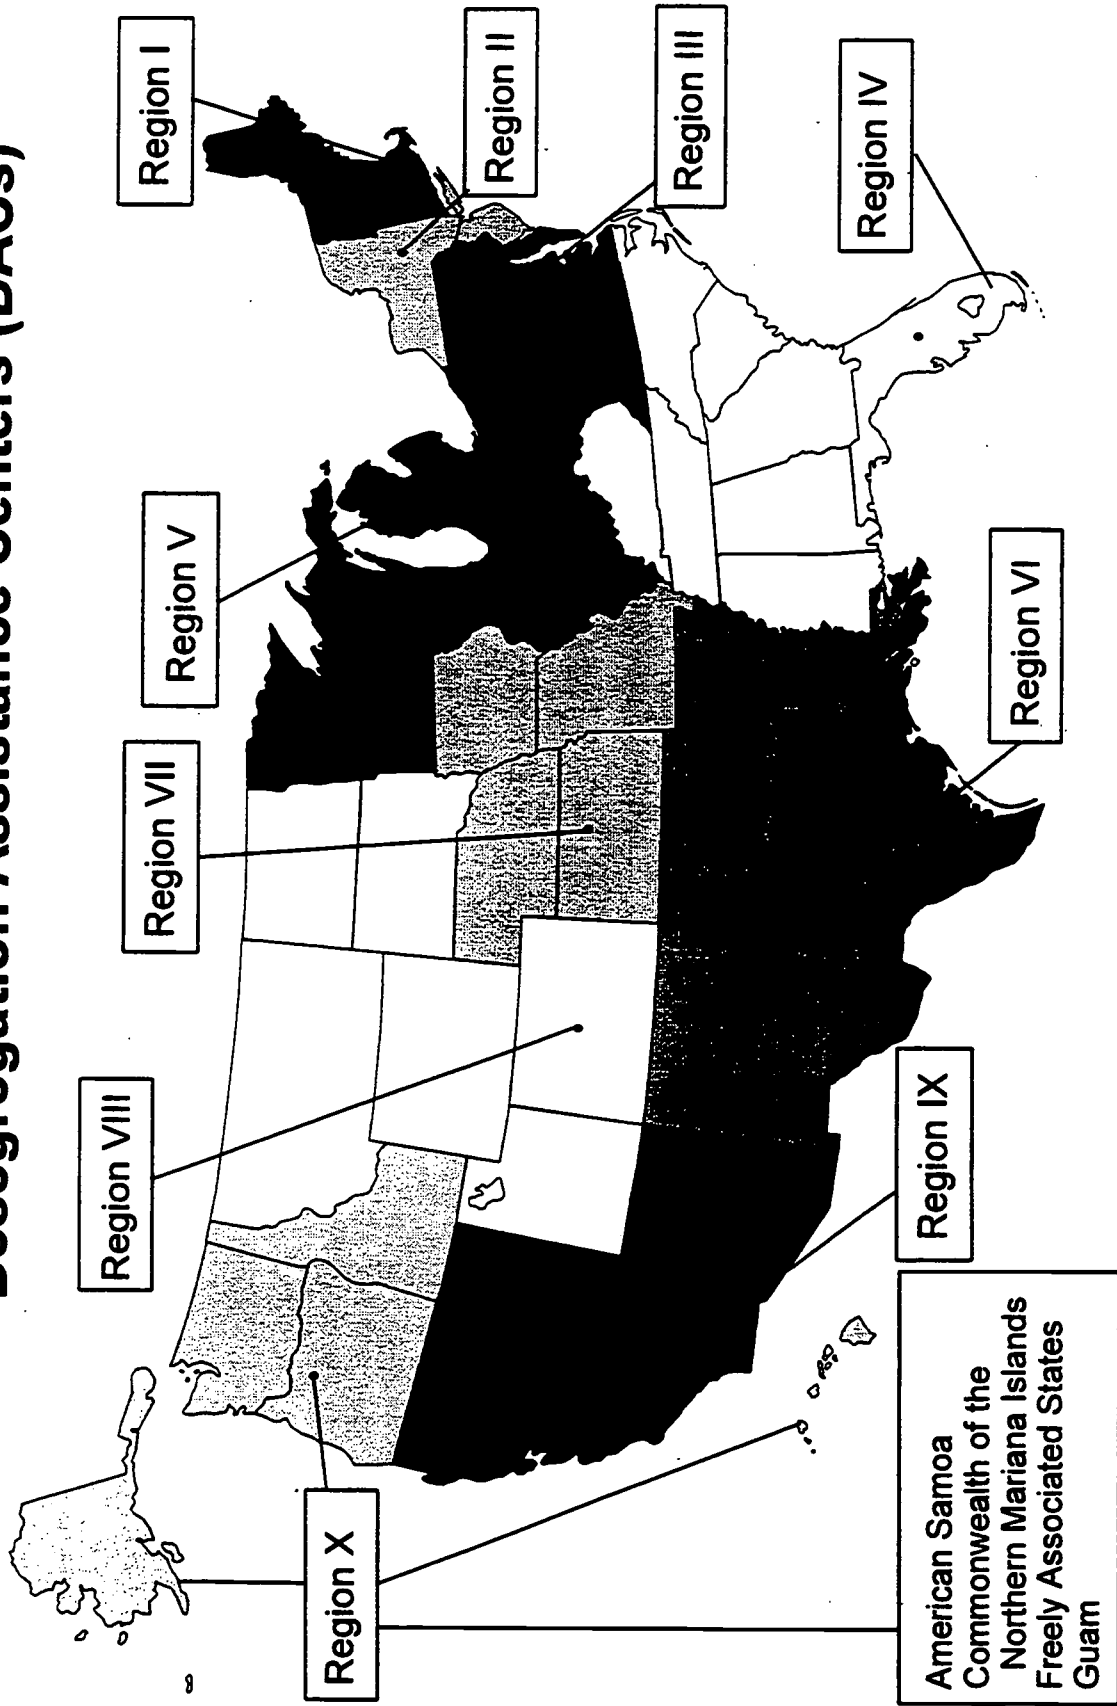 Desegregation Assistance Centers (DACs)
Region I
Region II
Region III
Region IV
Region V
Region VI
Region VII
Region VIII
Region IX
Region X
American Samoa
Commonwealth of the
Northern Mariana Islands
Freely Associated States
Guam